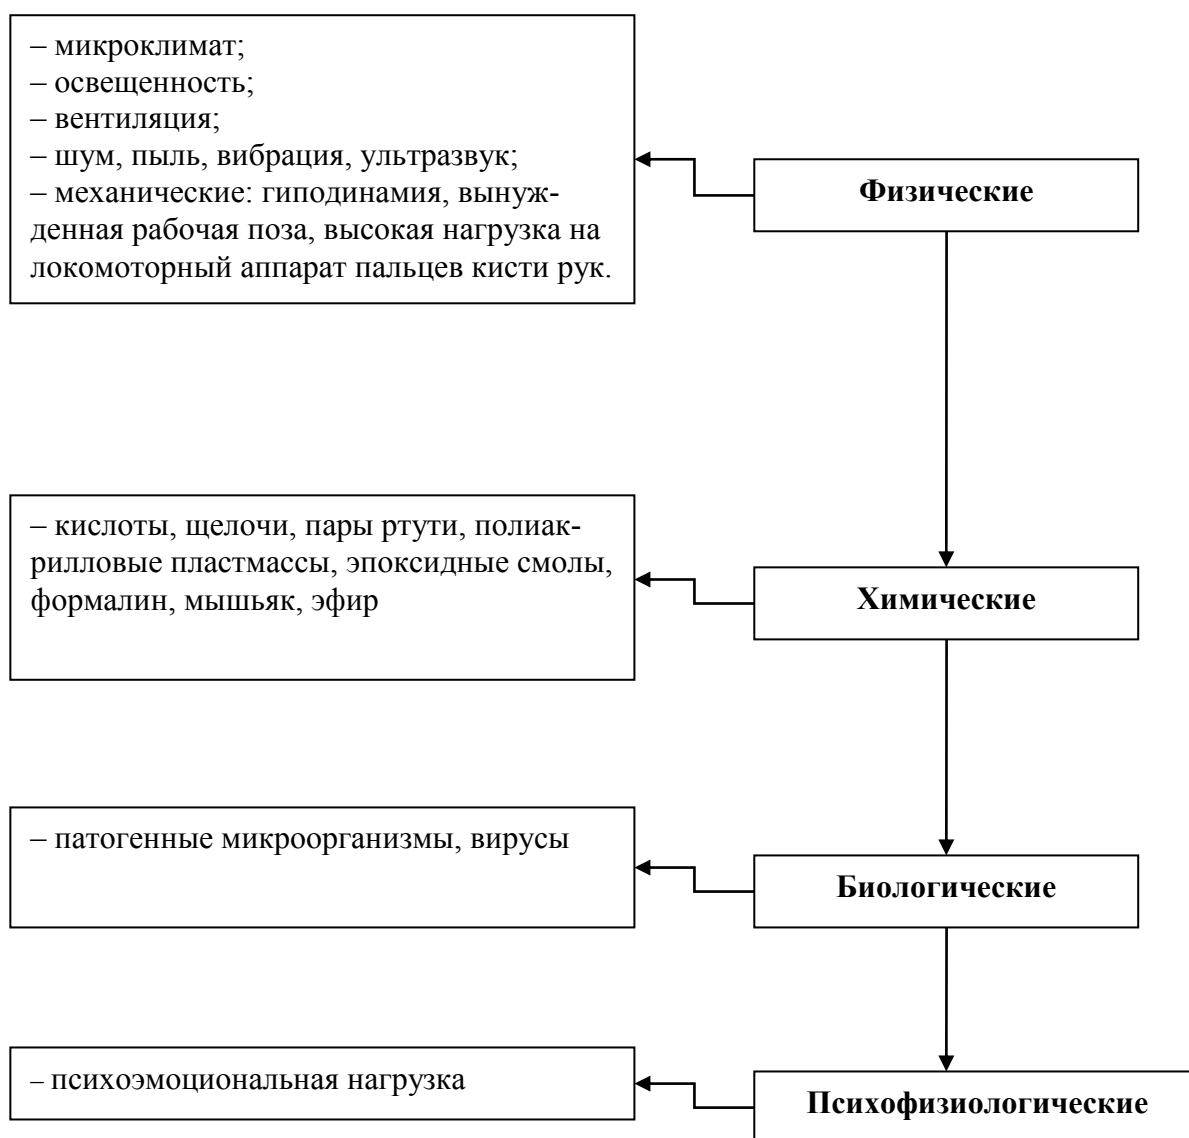 – микроклимат;
– освещенность;
– вентиляция;
– шум, пыль, вибрация, ультразвук;
– механические: гиподинамия, вынуж-
денная рабочая поза, высокая нагрузка на
локомоторный аппарат пальцев кисти рук.
Физические
– кислоты, щелочи, пары ртути, полиак-
рилловые пластмассы, эпоксидные смолы,
формалин, мышьяк, эфир
Химические
– патогенные микроорганизмы, вирусы
Биологические
– психоэмоциональная нагрузка
Психофизиологические